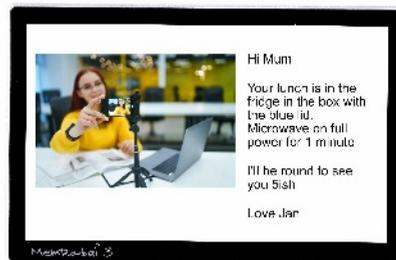 Hi Mum
Your lunch is in the
fridge in the box with
the blue lid.
Microwave on full
power for 1 minute
I'll be round to see
you 5ish
Love Jan